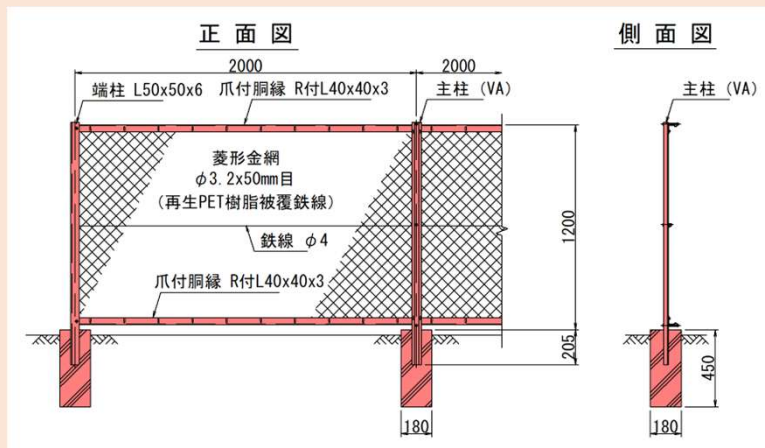 正面図
側面図
2000
2000
端柱 L50x50x6
爪付胴縁 R付L40x40x3
主柱 (VA)
主柱 (VA)
菱形金網
φ3.2x50mm目
(再生PET樹脂被覆鉄線)
鉄線 φ4
爪付胴縁 R付L40x40x3
1200
205
450
180
180